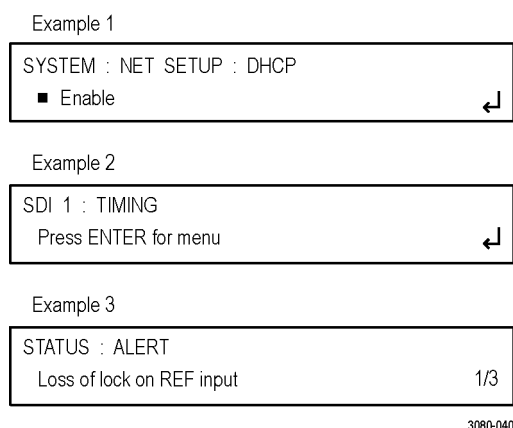 Example 1
SYSTEM : NET SETUP : DHCP
■ Enable ↵
Example 2
SDI 1 : TIMING
Press ENTER for menu ↵
Example 3
STATUS : ALERT
Loss of lock on REF input 1/3
3080-040